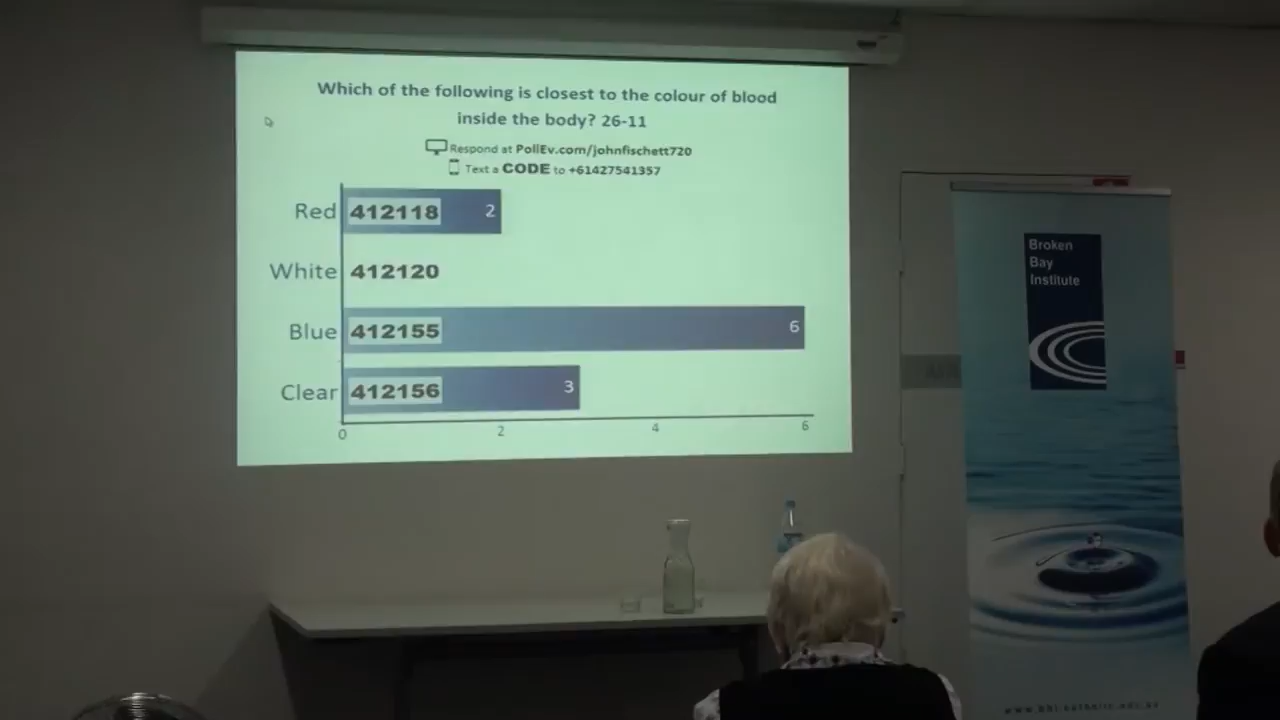 Which of the following is closest to the colour of blood
inside the body? 26-11
Respond at PollEv.com/johnfischett720
Text a CODE to +61427541357
Red 412118 2
White 412120
Blue 412155 6
Clear 412156 3
0 2 4 6
Broken
Bay
Institute